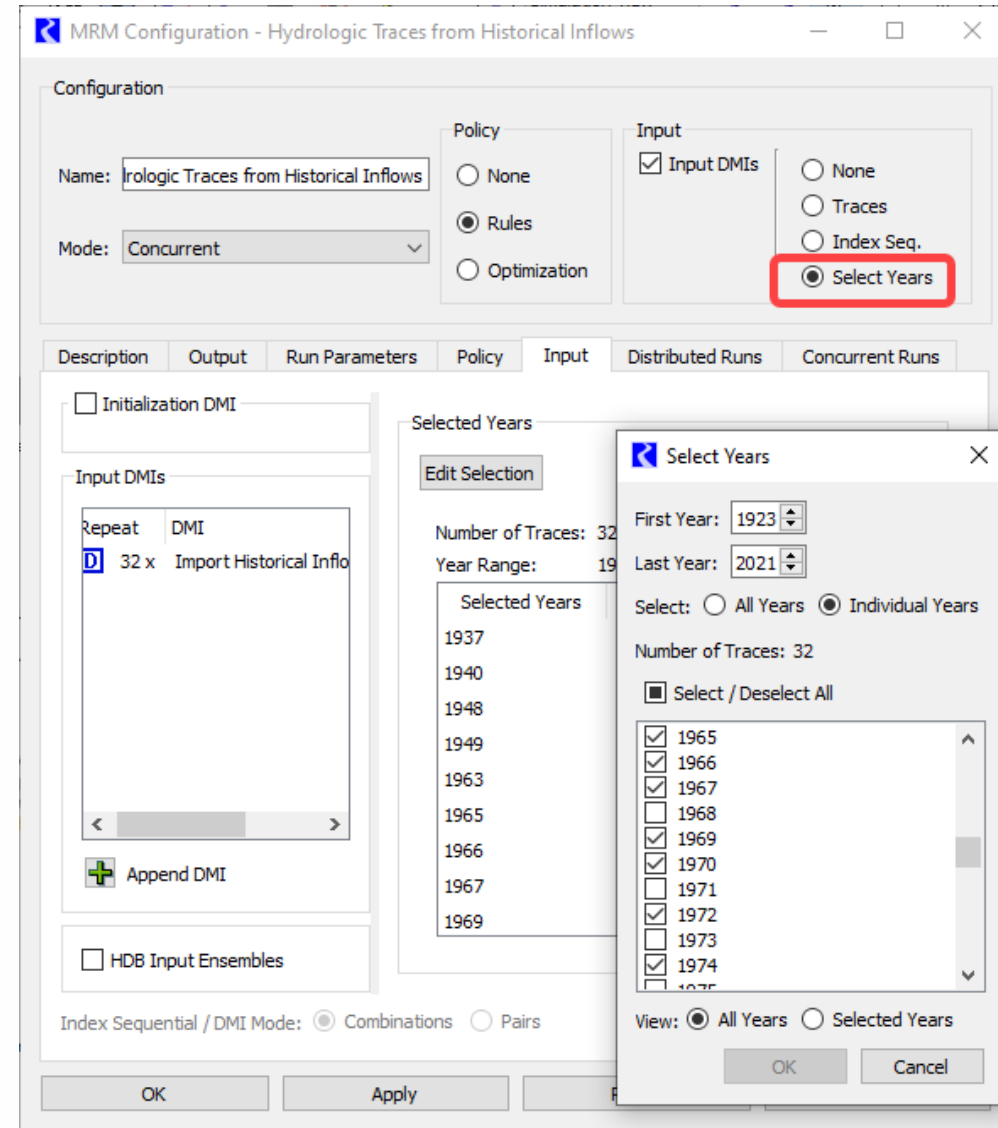 MRM Configuration - Hydrologic Traces from Historical Inflows
Configuration
Name: lrologic Traces from Historical Inflows
Mode: Concurrent
Policy
None
Rules
Optimization
Input
Input DMIs
None
Traces
Index Seq.
Select Years
Description Output Run Parameters Policy Input Distributed Runs Concurrent Runs
Initialization DMI
Input DMIs
Repeat DMI
D 32 x Import Historical Inflo
Append DMI
HDB Input Ensembles
Selected Years
Edit Selection
Number of Traces: 32
Year Range: 19
Selected Years
1937
1940
1948
1949
1963
1965
1966
1967
1969
Index Sequential / DMI Mode: Combinations Pairs
OK Apply
Select Years
First Year: 1923
Last Year: 2021
Select: All Years Individual Years
Number of Traces: 32
Select / Deselect All
1965
1966
1967
1968
1969
1970
1971
1972
1973
1974
View: All Years Selected Years
OK Cancel